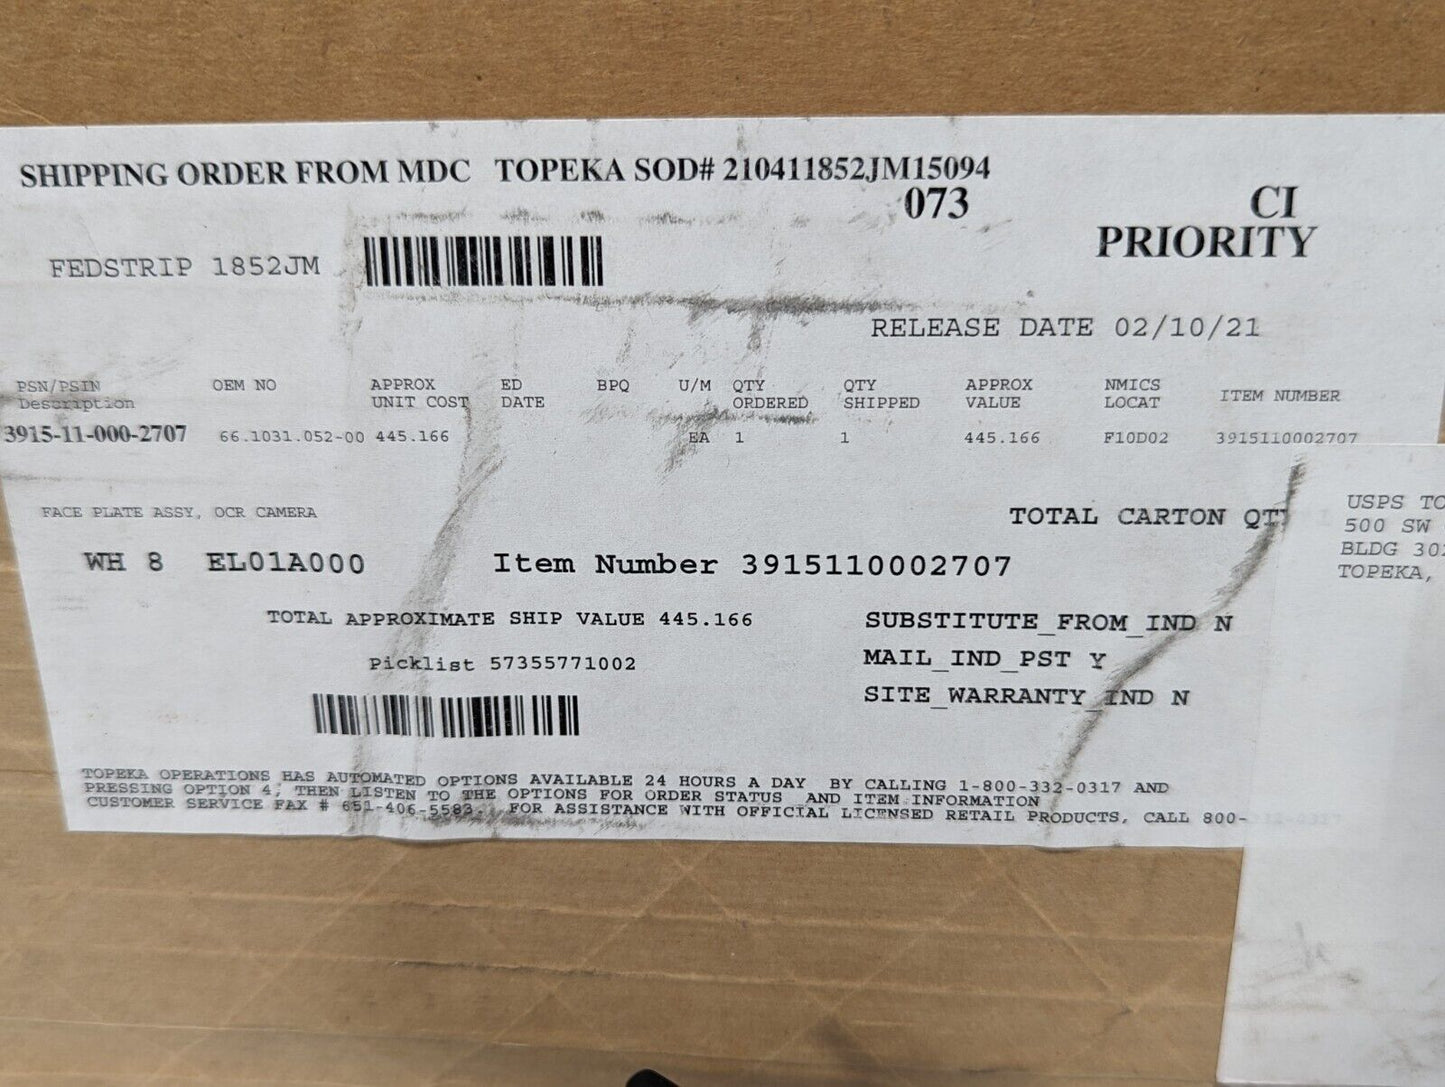 SHIPPING ORDER FROM MDC TOPEKA SOD# 210411852JM15094
073 CI
PRIORITY
FEDSTRIP 1852JM
RELEASE DATE 02/10/21
PSN/PSIN OEM NO APPROX ED BPQ U/M QTY QTY APPROX NMICS ITEM NUMBER
Description UNIT COST DATE ORDERED SHIPPED VALUE LOCAT
3915-11-000-2707 66.1031.052-00 445.166 EA 1 1 445.166 F10D02 3915110002707
FACE PLATE ASSY, OCR CAMERA
TOTAL CARTON QTY
WH 8 EL01A000 Item Number 3915110002707
TOTAL APPROXIMATE SHIP VALUE 445.166
SUBSTITUTE_FROM_IND N
Picklist 57355771002
MAIL_IND_PST Y
SITE_WARRANTY_IND N
TOPEKA OPERATIONS HAS AUTOMATED OPTIONS AVAILABLE 24 HOURS A DAY BY CALLING 1-800-332-0317 AND
PRESSING OPTION 4, THEN LISTEN TO THE OPTIONS FOR ORDER STATUS AND ITEM INFORMATION
CUSTOMER SERVICE FAX # 651-406-5583. FOR ASSISTANCE WITH OFFICIAL LICENSED RETAIL PRODUCTS, CALL 800-
USPS TO
500 SW
BLDG 30
TOPEKA,